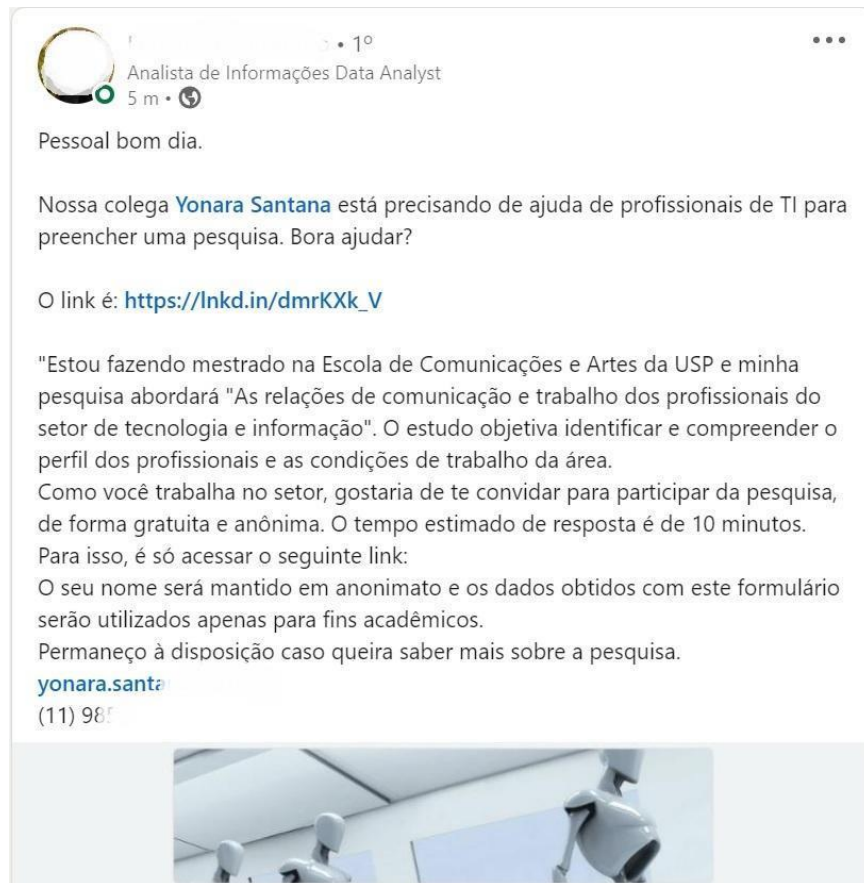 • 1º
Analista de Informações Data Analyst
5 m •
Pessoal bom dia.
Nossa colega Yonara Santana está precisando de ajuda de profissionais de TI para
preencher uma pesquisa. Bora ajudar?
O link é: https://lnkd.in/dmrKXk_V
"Estou fazendo mestrado na Escola de Comunicações e Artes da USP e minha
pesquisa abordará "As relações de comunicação e trabalho dos profissionais do
setor de tecnologia e informação". O estudo objetiva identificar e compreender o
perfil dos profissionais e as condições de trabalho da área.
Como você trabalha no setor, gostaria de te convidar para participar da pesquisa,
de forma gratuita e anônima. O tempo estimado de resposta é de 10 minutos.
Para isso, é só acessar o seguinte link:
O seu nome será mantido em anonimato e os dados obtidos com este formulário
serão utilizados apenas para fins acadêmicos.
Permaneço à disposição caso queira saber mais sobre a pesquisa.
yonara.santa
(11) 98